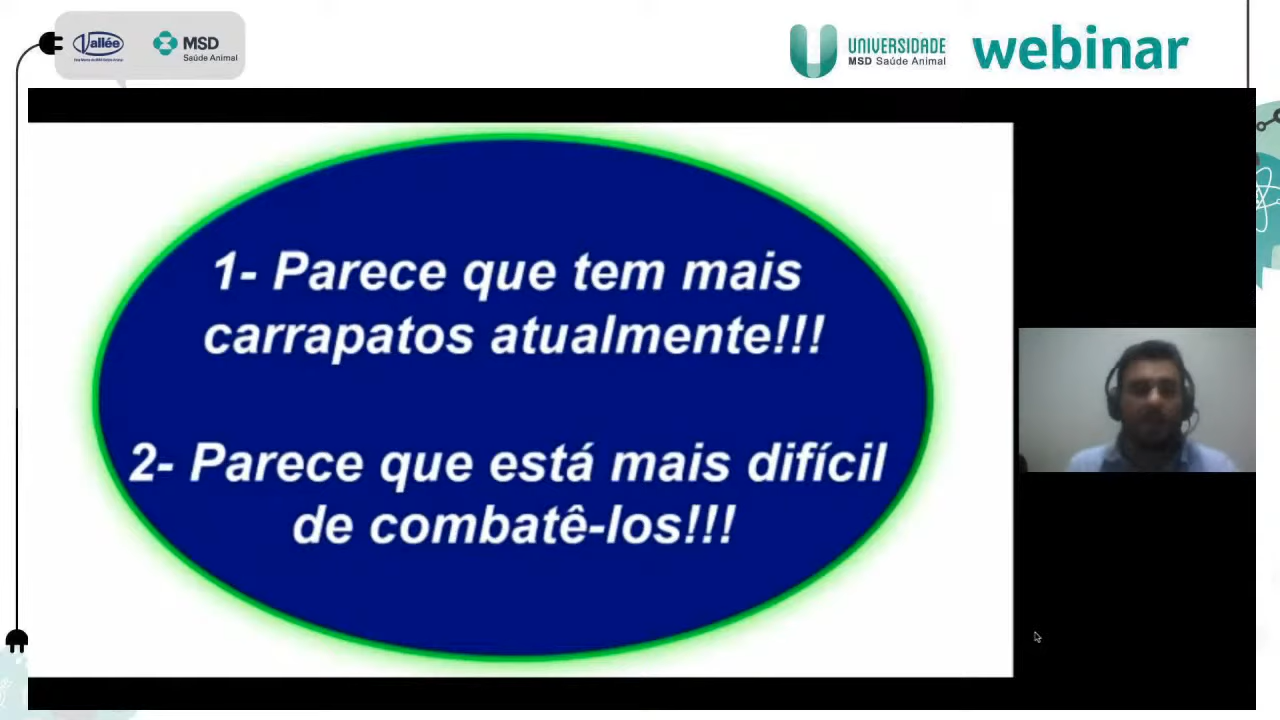 Vallée
MSD
Saúde Animal
UNIVERSIDADE
MSD Saúde Animal
webinar
1- Parece que tem mais
carrapatos atualmente!!!
2- Parece que está mais difícil
de combatê-los!!!